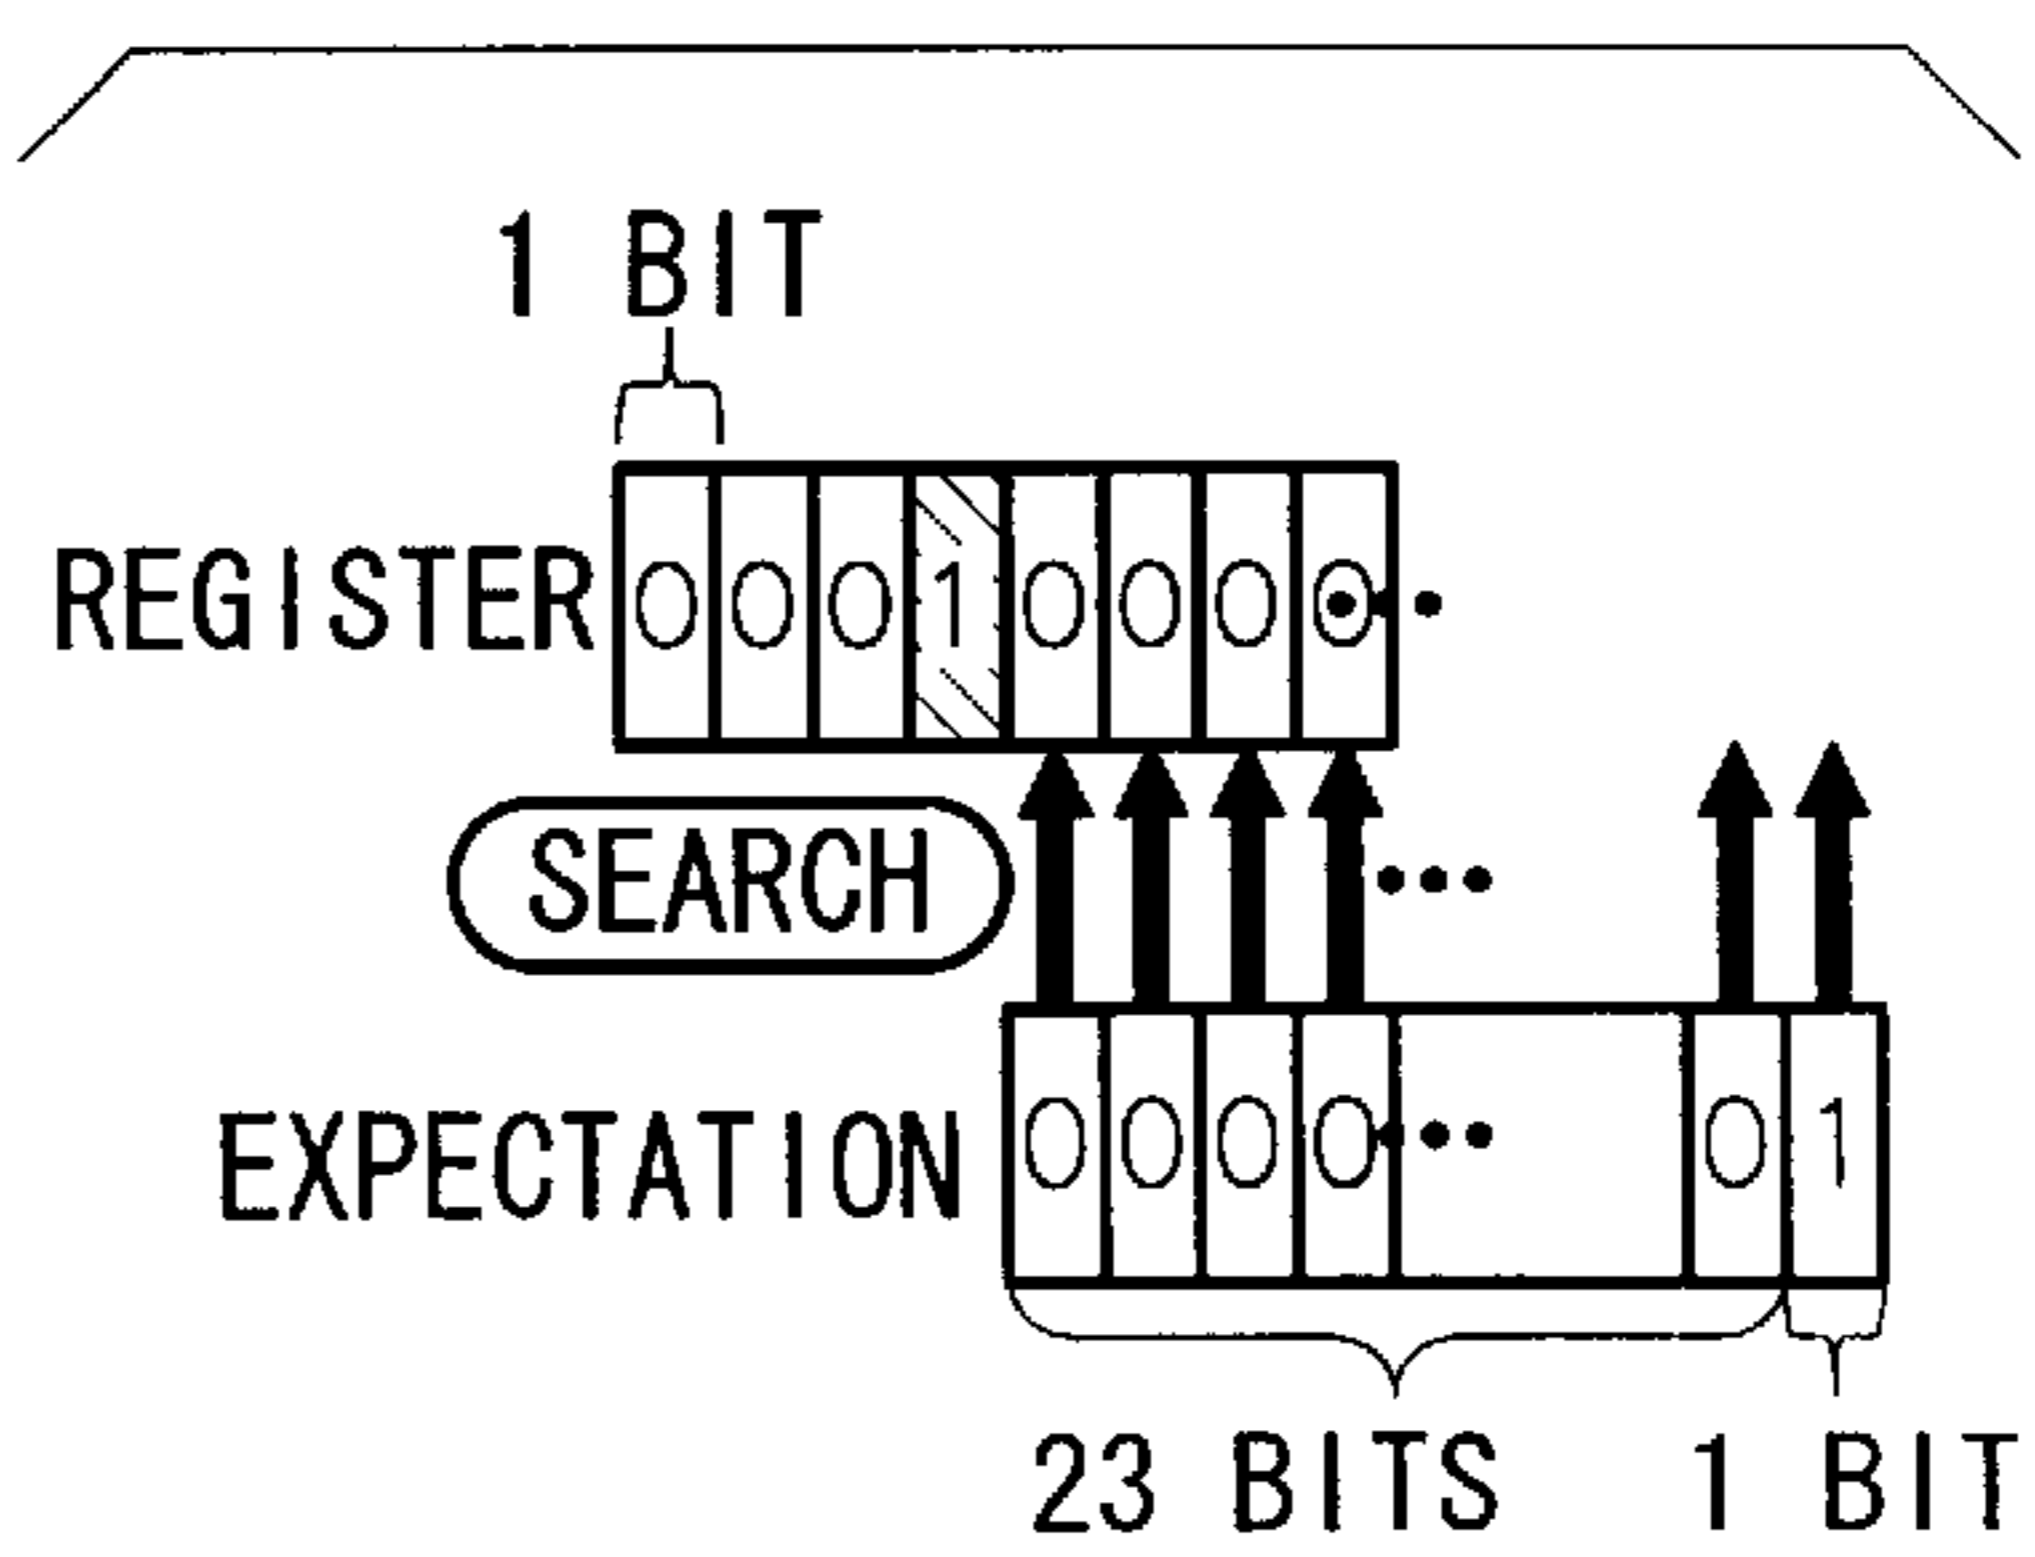 1 BIT
REGISTER 0 0 0 1 0 0 0 0 •••
SEARCH •••
EXPECTATION 0 0 0 0 ••• 0 1
23 BITS 1 BIT